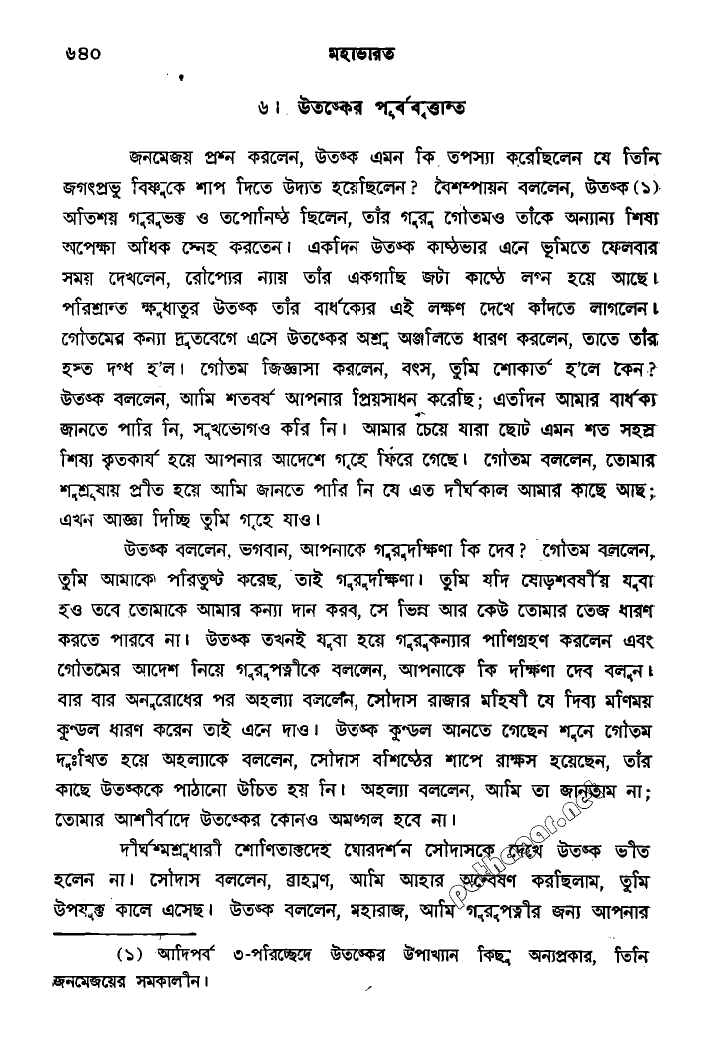 ৬৪০
মহাভারত
৬। উতঙ্কের পূর্ববৃত্তান্ত
জনমেজয় প্রশ্ন করলেন, উতঙ্ক এমন কি তপস্যা করেছিলেন যে তিনি
জগৎপ্রভু বিষ্ণুকে শাপ দিতে উদ্যত হয়েছিলেন? বৈশম্পায়ন বললেন, উতঙ্ক (১)
অতিশয় গুরুভক্ত ও তপোনিষ্ঠ ছিলেন, তাঁর গুরু গৌতমও তাঁকে অন্যান্য শিষ্য
অপেক্ষা অধিক স্নেহ করতেন। একদিন উতঙ্ক কাষ্ঠভার এনে ভূমিতে ফেলবার
সময় দেখলেন, রৌপ্যের ন্যায় তাঁর একগাছি জটা কাষ্ঠে লগ্ন হয়ে আছে।
পরিশ্রান্ত ক্ষুধাতুর উতঙ্ক তাঁর বার্ধক্যের এই লক্ষণ দেখে কাঁদতে লাগলেন।
গৌতমের কন্যা দ্রুতবেগে এসে উতঙ্কের অশ্রু অঞ্জলিতে ধারণ করলেন, তাতে তাঁর
হস্ত দগ্ধ হ'ল। গৌতম জিজ্ঞাসা করলেন, বৎস, তুমি শোকার্ত হ'লে কেন?
উতঙ্ক বললেন, আমি শতবর্ষ আপনার প্রিয়সাধন করেছি; এতদিন আমার বার্ধক্য
জানতে পারি নি, সুখভোগও করি নি। আমার চেয়ে যারা ছোট এমন শত সহস্র
শিষ্য কৃতকার্য হয়ে আপনার আদেশে গৃহে ফিরে গেছে। গৌতম বললেন, তোমার
শুশ্রূষায় প্রীত হয়ে আমি জানতে পারি নি যে এত দীর্ঘকাল আমার কাছে আছ;
এখন আজ্ঞা দিচ্ছি তুমি গৃহে যাও।
উতঙ্ক বললেন, ভগবান, আপনাকে গুরুদক্ষিণা কি দেব? গৌতম বললেন,
তুমি আমাকে পরিতুষ্ট করেছ, তাই গুরুদক্ষিণা। তুমি যদি ষোড়শবর্ষীয় যুবা
হও তবে তোমাকে আমার কন্যা দান করব, সে ভিন্ন আর কেউ তোমার তেজ ধারণ
করতে পারবে না। উতঙ্ক তখনই যুবা হয়ে গুরুকন্যার পাণিগ্রহণ করলেন এবং
গৌতমের আদেশ নিয়ে গুরুপত্নীকে বললেন, আপনাকে কি দক্ষিণা দেব বলুন।
বার বার অনুরোধের পর অহল্যা বললেন, সৌদাস রাজার মহিষী যে দিব্য মণিময়
কুণ্ডল ধারণ করেন তাই এনে দাও। উতঙ্ক কুণ্ডল আনতে গেছেন শুনে গৌতম
দুঃখিত হয়ে অহল্যাকে বললেন, সৌদাস বশিষ্ঠের শাপে রাক্ষস হয়েছেন, তাঁর
কাছে উতঙ্ককে পাঠানো উচিত হয় নি। অহল্যা বললেন, আমি তা জানতাম না;
তোমার আশীর্বাদে উতঙ্কের কোনও অমঙ্গল হবে না।
দীর্ঘশ্মশ্রুধারী শোণিতাক্তদেহ ঘোরদর্শন সৌদাসকে দেখে উতঙ্ক ভীত
হলেন না। সৌদাস বললেন, ব্রাহ্মণ, আমি আহার অন্বেষণ করছিলাম, তুমি
উপযুক্ত কালে এসেছ। উতঙ্ক বললেন, মহারাজ, আমি গুরুপত্নীর জন্য আপনার
(১) আদিপর্ব ৩-পরিচ্ছেদে উতঙ্কের উপাখ্যান কিছু অন্যপ্রকার, তিনি
জনমেজয়ের সমকালীন।
pathagar.net